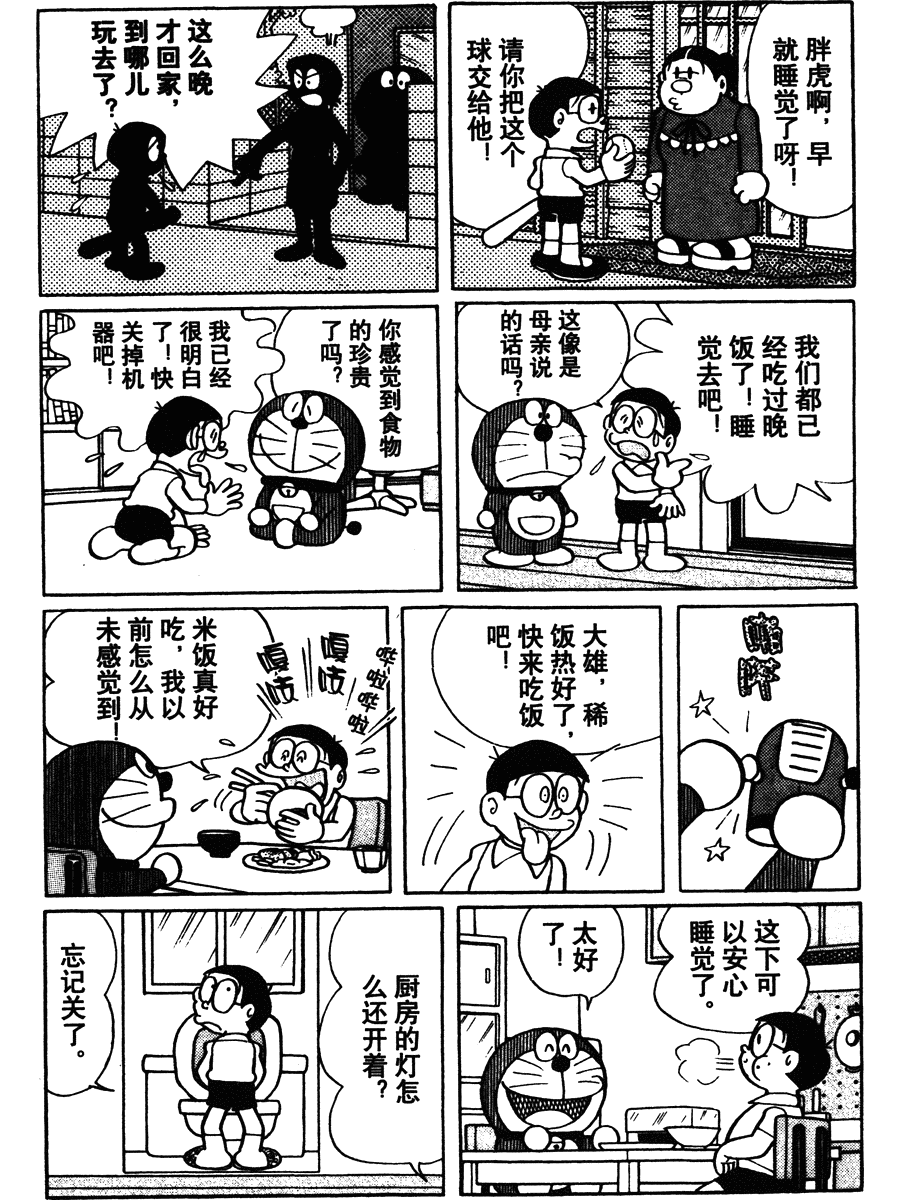 胖虎啊，早
就睡觉了呀！
请你把这个
球交给他！
这么晚
才回家，
到哪儿
玩去了？
我们都已
经吃过晚
饭了！睡
觉去吧！
这像是
母亲说
的话吗？
你感觉到食物
的珍贵
了吗？
我已经
很明白
了！快
关掉机
器吧！
大雄，稀
饭热好了，
快来吃饭
吧！
哗啦哗啦
嘎吱
嘎吱
米饭真好
吃，我以
前怎么从
未感觉到！
这下可
以安心
睡觉了。
太好
了！
厨房的灯怎
么还开着？
忘记关了。